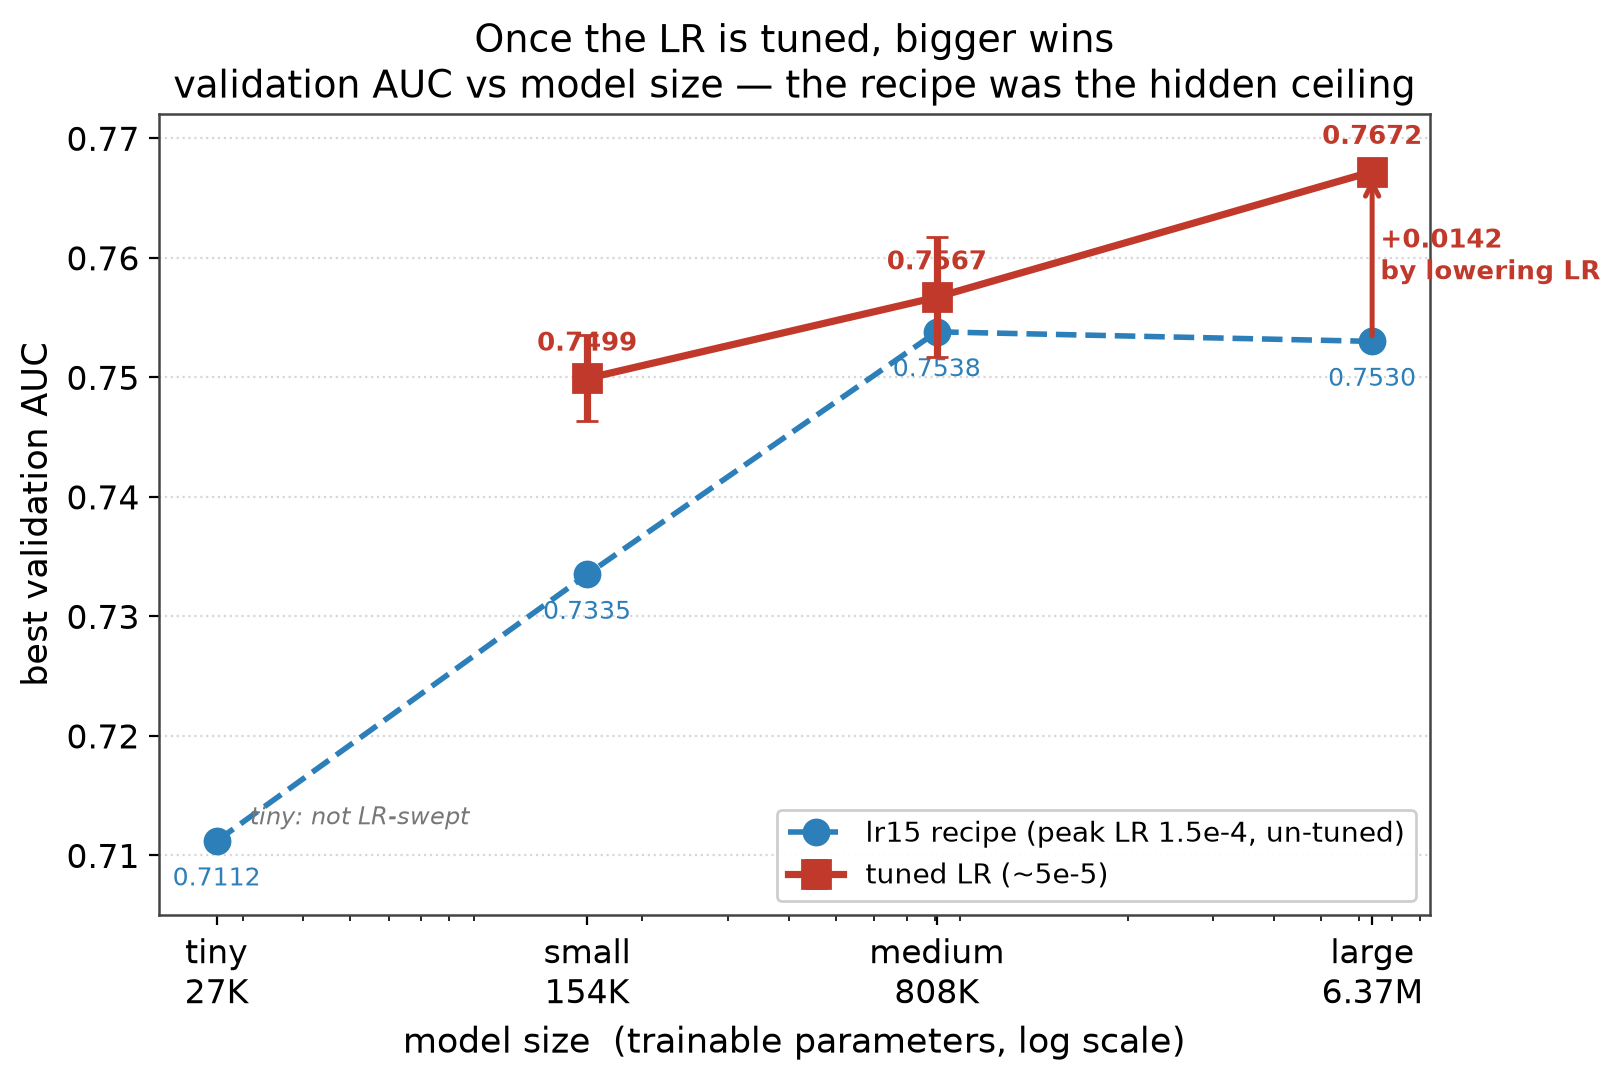 Once the LR is tuned, bigger wins
validation AUC vs model size — the recipe was the hidden ceiling
best validation AUC
0.77
0.76
0.75
0.74
0.73
0.72
0.71
0.7672
+0.0142
by lowering LR
0.7567
0.7499
0.7538
0.7530
0.7335
tiny: not LR-swept
0.7112
lr15 recipe (peak LR 1.5e-4, un-tuned)
tuned LR (~5e-5)
tiny
27K
small
154K
medium
808K
large
6.37M
model size (trainable parameters, log scale)